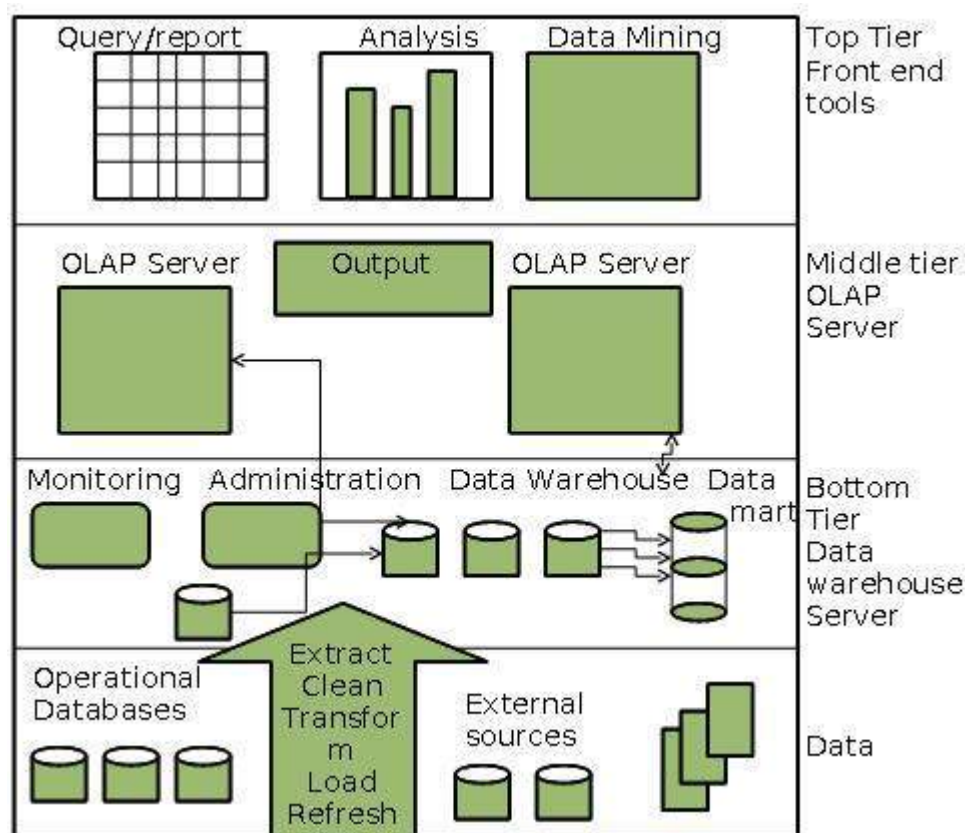 Query/report
Analysis
Data Mining
Top Tier
Front end
tools
OLAP Server
Output
OLAP Server
Middle tier
OLAP
Server
Monitoring
Administration
Data Warehouse
Data
mart
Bottom
Tier
Data
warehouse
Server
Operational
Databases
Extract
Clean
Transfor
m
Load
Refresh
External
sources
Data